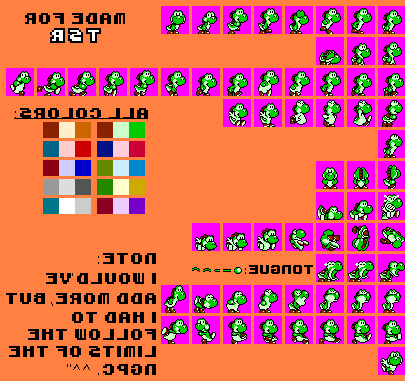 MADE FOR
TSR
ALL COLORS:
TONGUE:
NOTE:
I WOULD'VE
ADD MORE, BUT
I HAD TO
FOLLOW THE
LIMITS OF THE
NGPC. ^^"